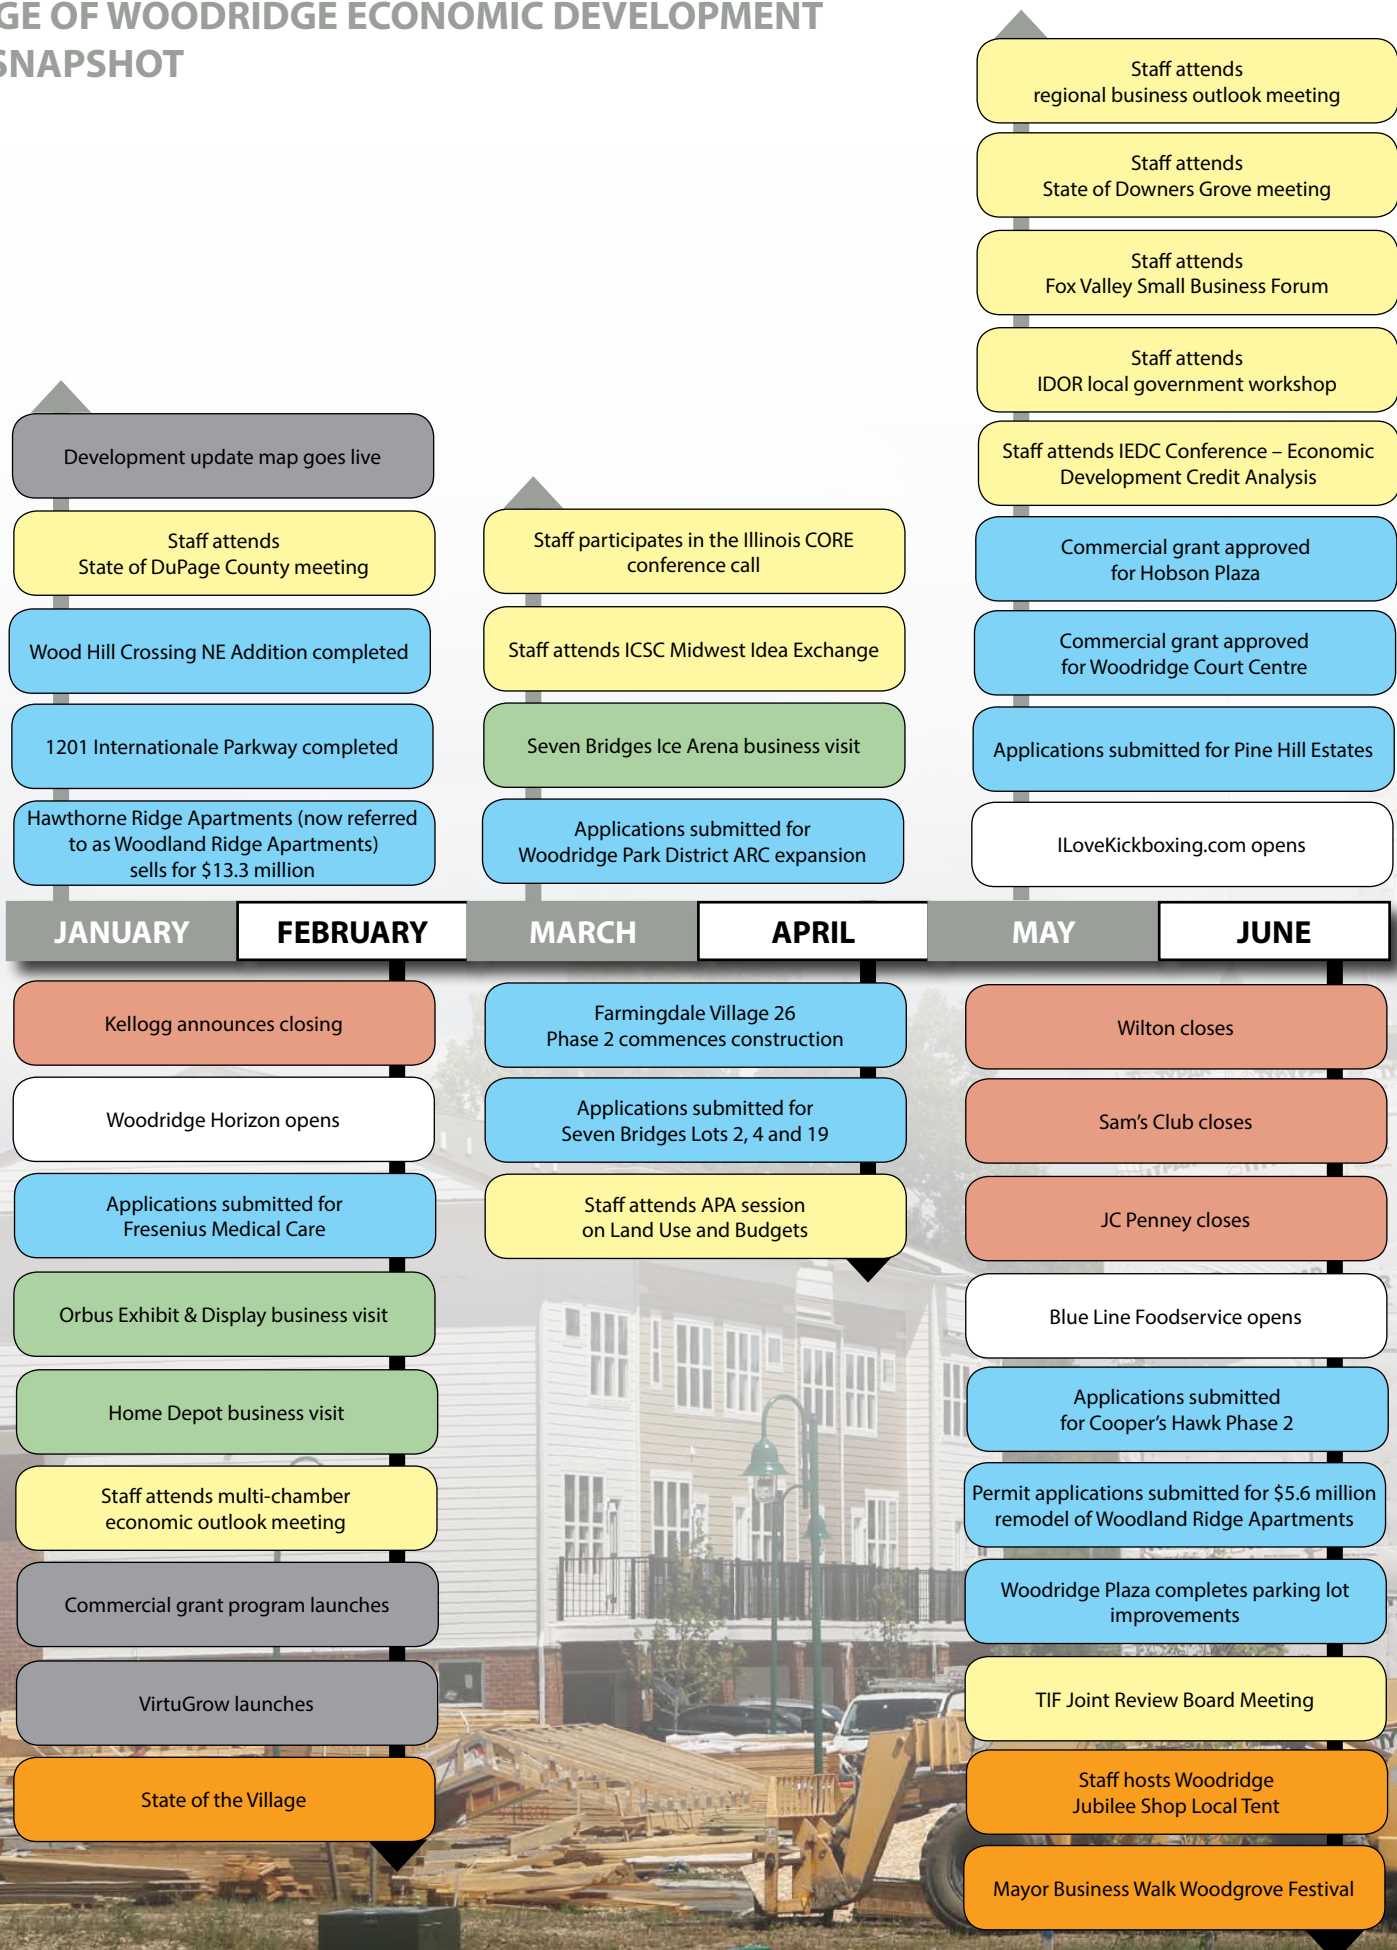 GE OF WOODRIDGE ECONOMIC DEVELOPMENT
SNAPSHOT
Development update map goes live
Staff attends
State of DuPage County meeting
Wood Hill Crossing NE Addition completed
1201 Internationale Parkway completed
Hawthorne Ridge Apartments (now referred
to as Woodland Ridge Apartments)
sells for $13.3 million
Staff participates in the Illinois CORE
conference call
Staff attends ICSC Midwest Idea Exchange
Seven Bridges Ice Arena business visit
Applications submitted for
Woodridge Park District ARC expansion
Staff attends
regional business outlook meeting
Staff attends
State of Downers Grove meeting
Staff attends
Fox Valley Small Business Forum
Staff attends
IDOR local government workshop
Staff attends IEDC Conference – Economic
Development Credit Analysis
Commercial grant approved
for Hobson Plaza
Commercial grant approved
for Woodridge Court Centre
Applications submitted for Pine Hill Estates
ILoveKickboxing.com opens
JANUARY
FEBRUARY
MARCH
APRIL
MAY
JUNE
Kellogg announces closing
Woodridge Horizon opens
Applications submitted for
Fresenius Medical Care
Orbus Exhibit & Display business visit
Home Depot business visit
Staff attends multi-chamber
economic outlook meeting
Commercial grant program launches
VirtuGrow launches
State of the Village
Farmingdale Village 26
Phase 2 commences construction
Applications submitted for
Seven Bridges Lots 2, 4 and 19
Staff attends APA session
on Land Use and Budgets
Wilton closes
Sam's Club closes
JC Penney closes
Blue Line Foodservice opens
Applications submitted
for Cooper's Hawk Phase 2
Permit applications submitted for $5.6 million
remodel of Woodland Ridge Apartments
Woodridge Plaza completes parking lot
improvements
TIF Joint Review Board Meeting
Staff hosts Woodridge
Jubilee Shop Local Tent
Mayor Business Walk Woodgrove Festival